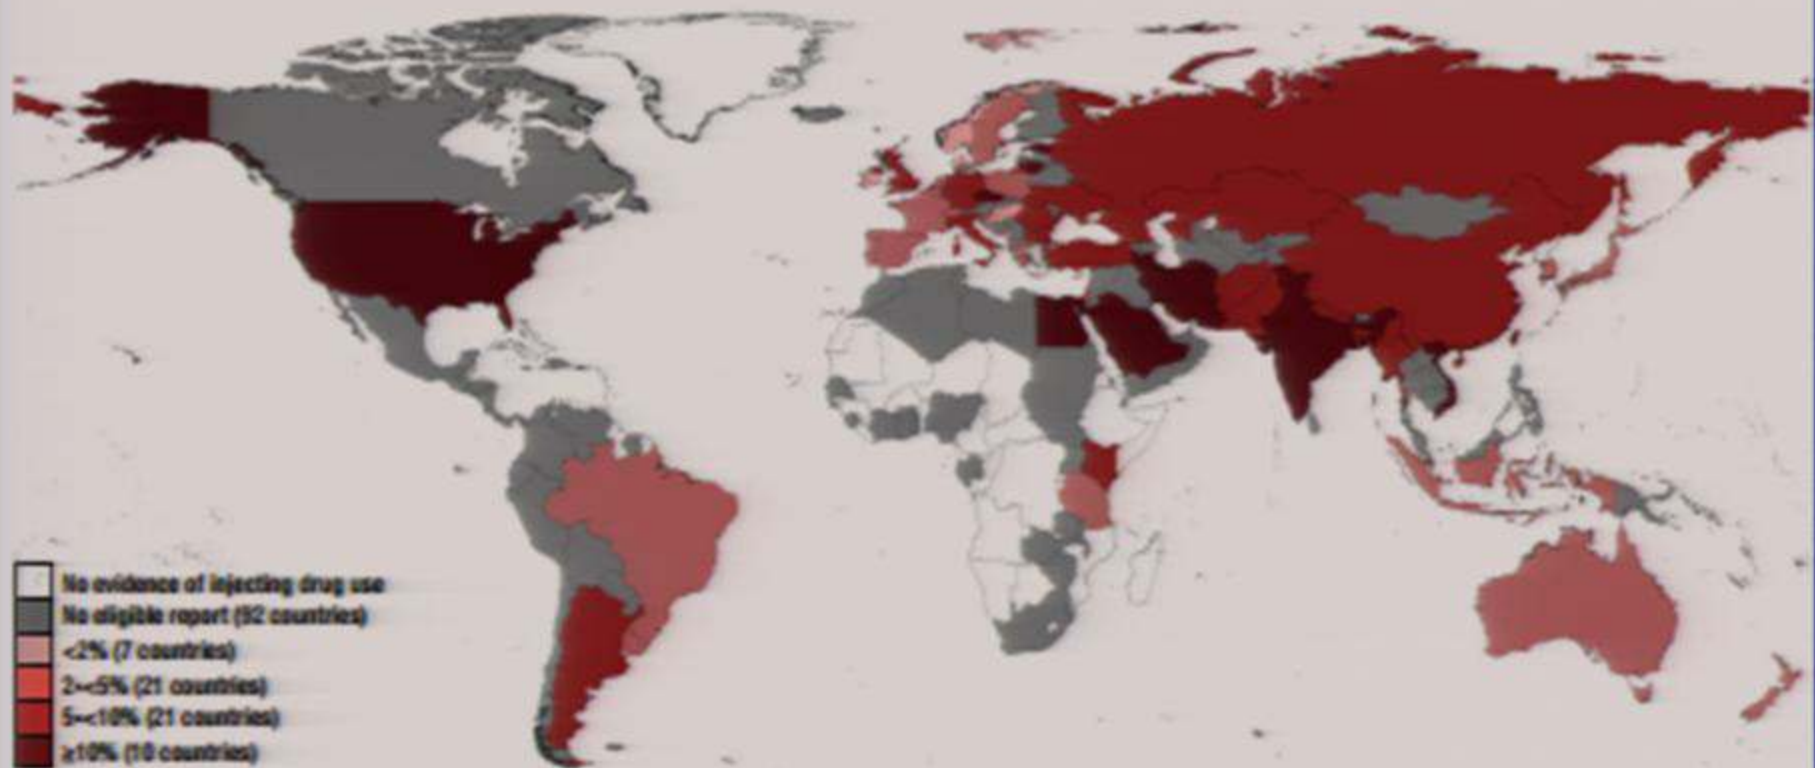 No evidence of injecting drug use
No eligible report (92 countries)
<2% (7 countries)
2–<5% (21 countries)
5–<10% (21 countries)
≥10% (10 countries)